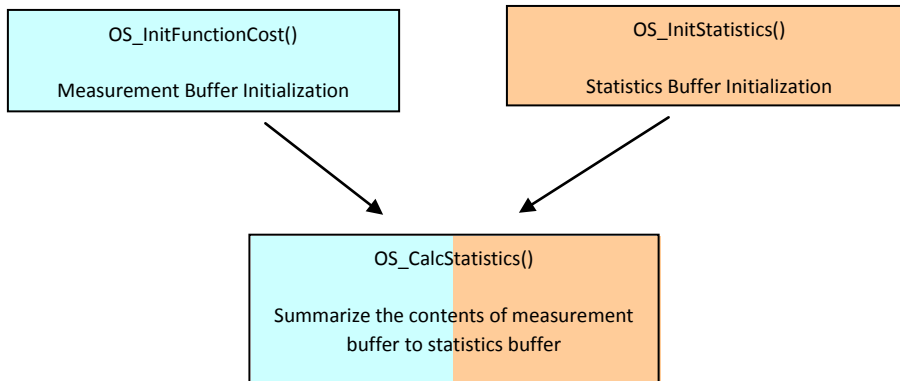 OS_InitFunctionCost()
Measurement Buffer Initialization
OS_InitStatistics()
Statistics Buffer Initialization
OS_CalcStatistics()
Summarize the contents of measurement
buffer to statistics buffer